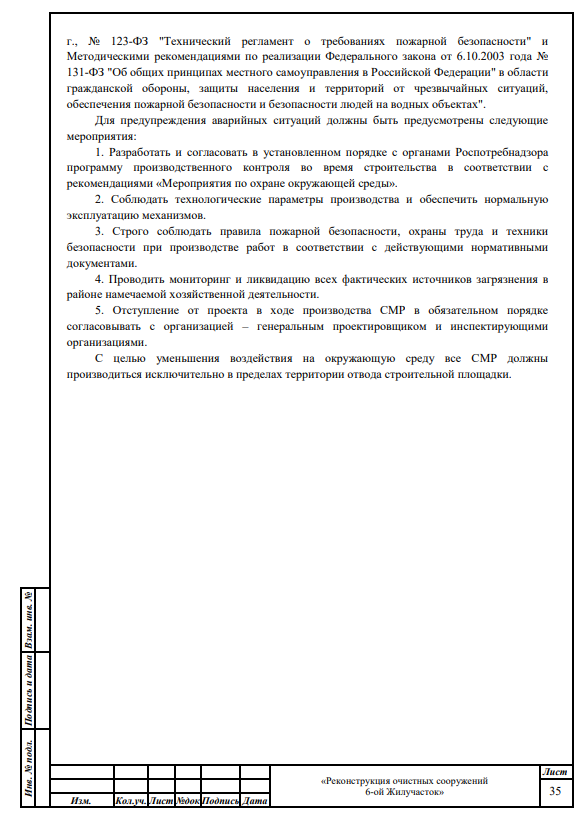 г., № 123-ФЗ "Технический регламент о требованиях пожарной безопасности" и
Методическими рекомендациями по реализации Федерального закона от 6.10.2003 года №
131-ФЗ "Об общих принципах местного самоуправления в Российской Федерации" в области
гражданской обороны, защиты населения и территорий от чрезвычайных ситуаций,
обеспечения пожарной безопасности и безопасности людей на водных объектах".
Для предупреждения аварийных ситуаций должны быть предусмотрены следующие
мероприятия:
1. Разработать и согласовать в установленном порядке с органами Роспотребнадзора
программу производственного контроля во время строительства в соответствии с
рекомендациями «Мероприятия по охране окружающей среды».
2. Соблюдать технологические параметры производства и обеспечить нормальную
эксплуатацию механизмов.
3. Строго соблюдать правила пожарной безопасности, охраны труда и техники
безопасности при производстве работ в соответствии с действующими нормативными
документами.
4. Проводить мониторинг и ликвидацию всех фактических источников загрязнения в
районе намечаемой хозяйственной деятельности.
5. Отступление от проекта в ходе производства СМР в обязательном порядке
согласовывать с организацией – генеральным проектировщиком и инспектирующими
организациями.
С целью уменьшения воздействия на окружающую среду все СМР должны
производиться исключительно в пределах территории отвода строительной площадки.
Взам. инв. №
Подпись и дата
Инв. № подл.
Изм. Кол.уч. Лист №док Подпись Дата
«Реконструкция очистных сооружений
6-ой Жилучасток»
Лист
35